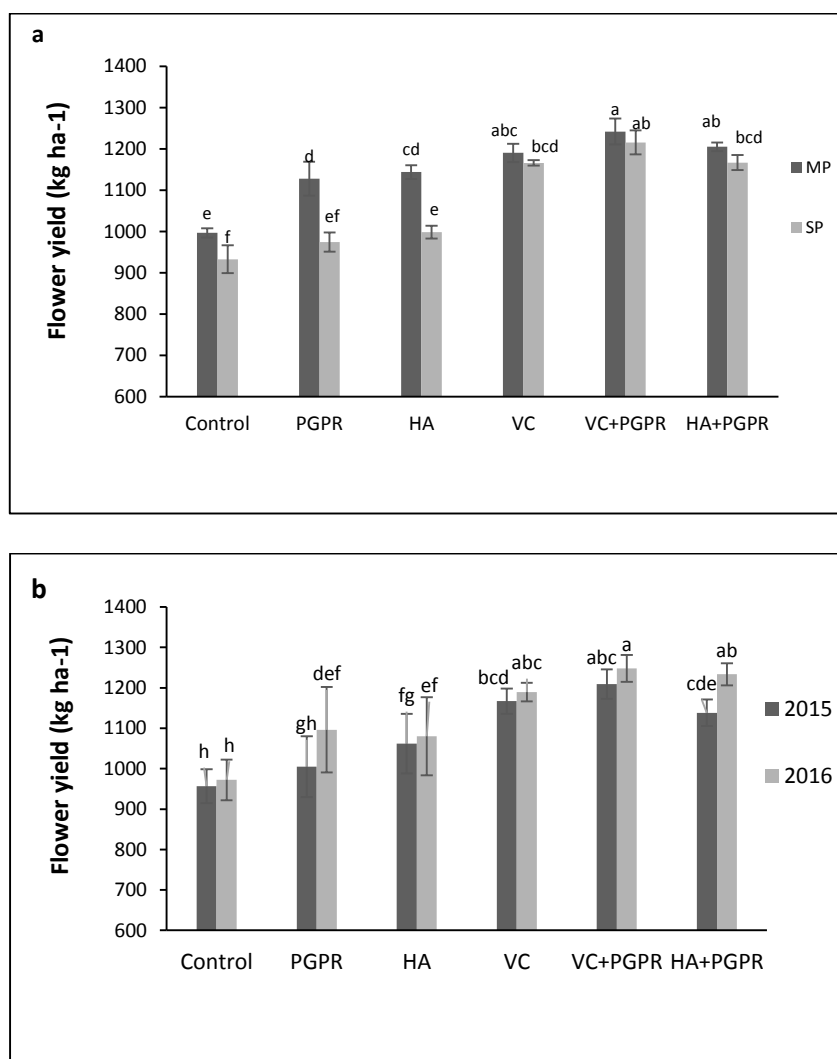 a
Flower yield (kg ha-1)
1400
1300
1200
1100
1000
900
800
700
600
e
f
d
ef
cd
e
abc
bcd
a
ab
ab
bcd
MP
SP
Control PGPR HA VC VC+PGPR HA+PGPR
b
Flower yield (kg ha-1)
1400
1300
1200
1100
1000
900
800
700
600
h
h
gh
def
fg
ef
bcd
abc
abc
a
cde
ab
2015
2016
Control PGPR HA VC VC+PGPR HA+PGPR